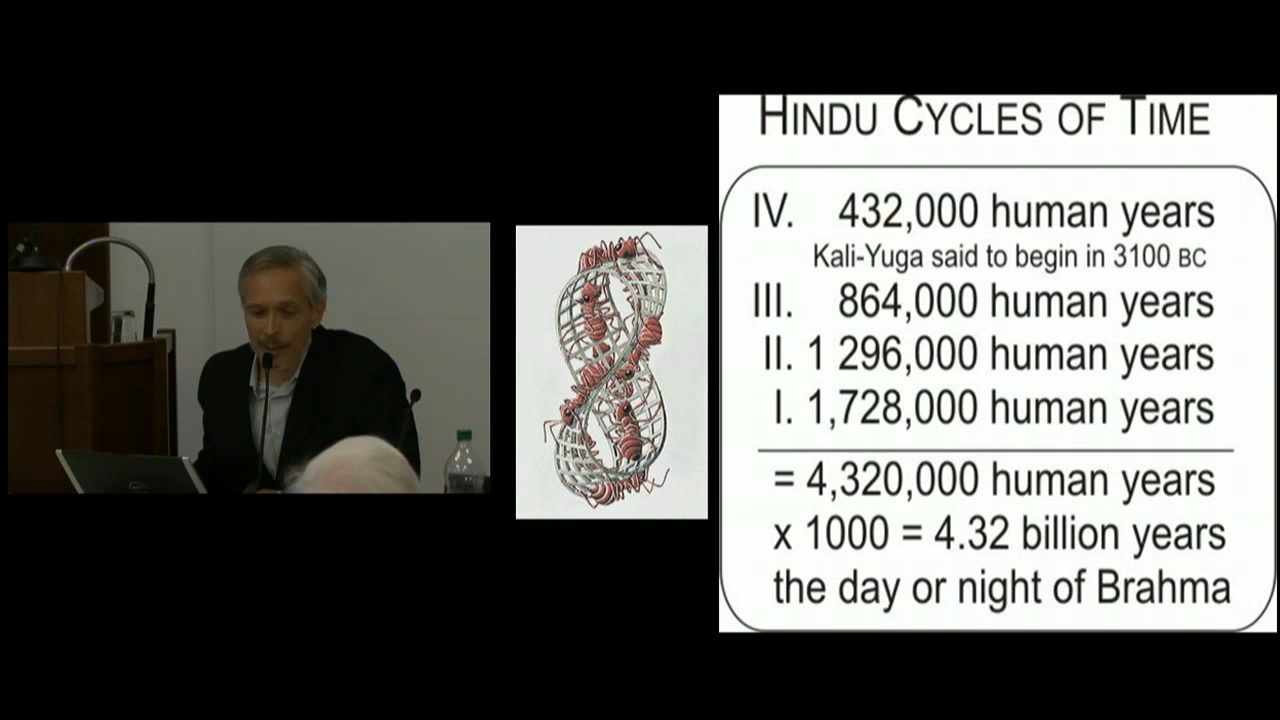 HINDU CYCLES OF TIME
IV. 432,000 human years
Kali-Yuga said to begin in 3100 BC
III. 864,000 human years
II. 1 296,000 human years
I. 1,728,000 human years
= 4,320,000 human years
x 1000 = 4.32 billion years
the day or night of Brahma